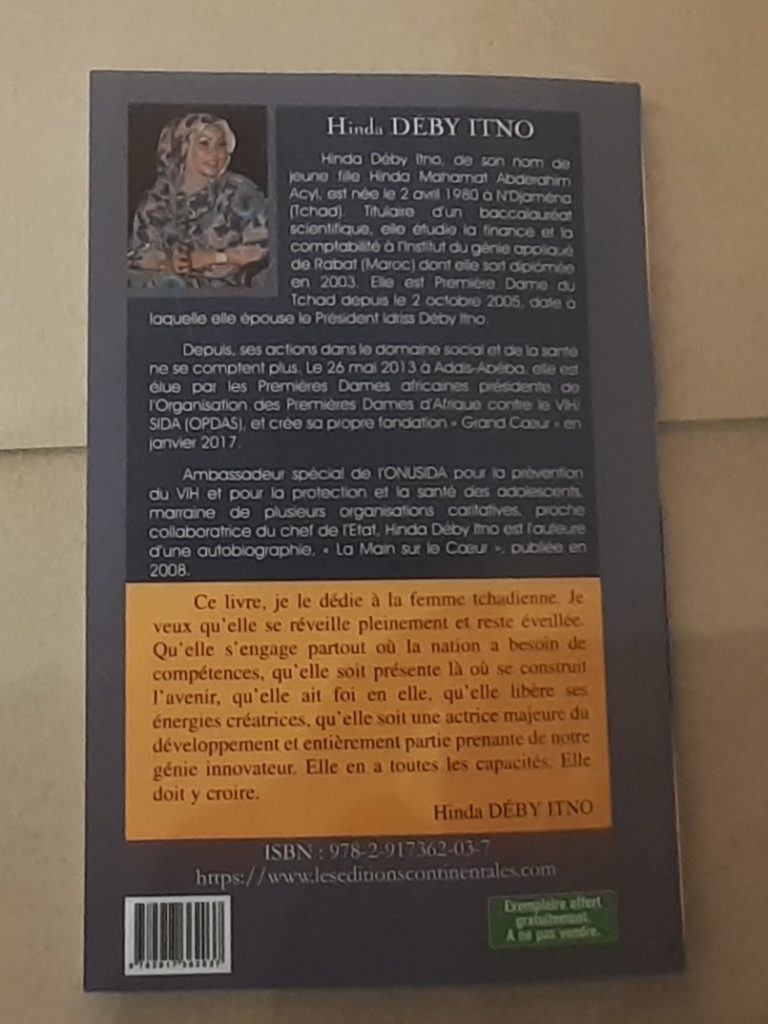 Hinda DÉBY ITNO
Hinda Déby Itno, de son nom de
jeune fille Hinda Mahamat Abderahim
Acyl, est née le 2 avril 1980 à N'Djaména
(Tchad). Titulaire d'un baccalauréat
scientifique, elle étudie la finance et la
comptabilité à l'Institut du génie appliqué
de Rabat (Maroc) dont elle sort diplômée
en 2003. Elle est Première Dame du
Tchad depuis le 2 octobre 2005, date à
laquelle elle épouse le Président Idriss Déby Itno.
Depuis, ses actions dans le domaine social et de la santé
ne se comptent plus. Le 26 mai 2013 à Addis-Abéba, elle est
élue par les Premières Dames africaines présidente de
l'Organisation des Premières Dames d'Afrique contre le VIH/
SIDA (OPDAS), et crée sa propre fondation « Grand Cœur » en
janvier 2017.
Ambassadeur spécial de l'ONUSIDA pour la prévention
du VIH et pour la protection et la santé des adolescents,
marraine de plusieurs organisations caritatives, proche
collaboratrice du chef de l'Etat, Hinda Déby Itno est l'auteure
d'une autobiographie, « La Main sur le Cœur », publiée en
2008.
Ce livre, je le dédie à la femme tchadienne. Je
veux qu'elle se réveille pleinement et reste éveillée.
Qu'elle s'engage partout où la nation a besoin de
compétences, qu'elle soit présente là où se construit
l'avenir, qu'elle ait foi en elle, qu'elle libère ses
énergies créatrices, qu'elle soit une actrice majeure du
développement et entièrement partie prenante de notre
génie innovateur. Elle en a toutes les capacités. Elle
doit y croire.
Hinda DÉBY ITNO
ISBN : 978-2-917362-03-7
https://www.leseditionscontinentales.com
Exemplaire offert
gratuitement.
A ne pas vendre.